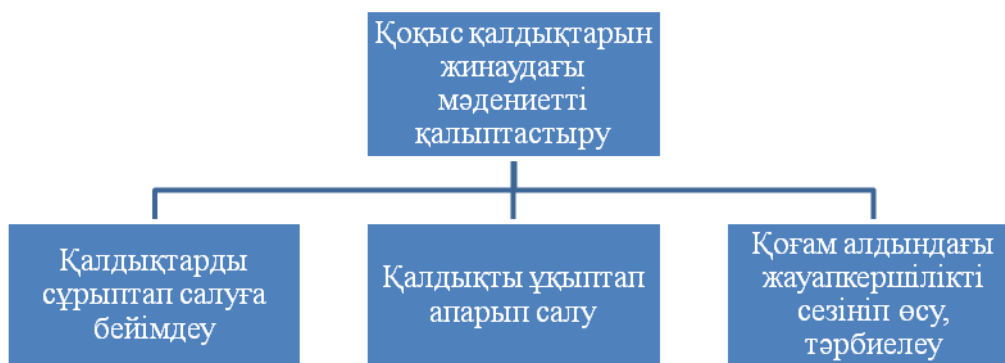 Қоқыс қалдықтарын
жинаудағы
мәдениетті
қалыптастыру
Қалдықтарды
сұрыптап салуға
бейімдеу
Қалдықты ұқыптап
апарып салу
Қоғам алдындағы
жауапкершілікті
сезініп өсу,
тәрбиелеу